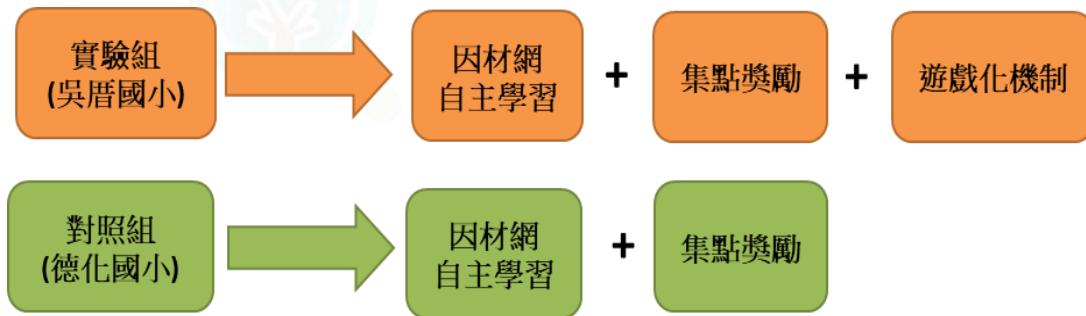 實驗組
(吳厝國小)
因材網
自主學習
+
集點獎勵
+
遊戲化機制
對照組
(德化國小)
因材網
自主學習
+
集點獎勵